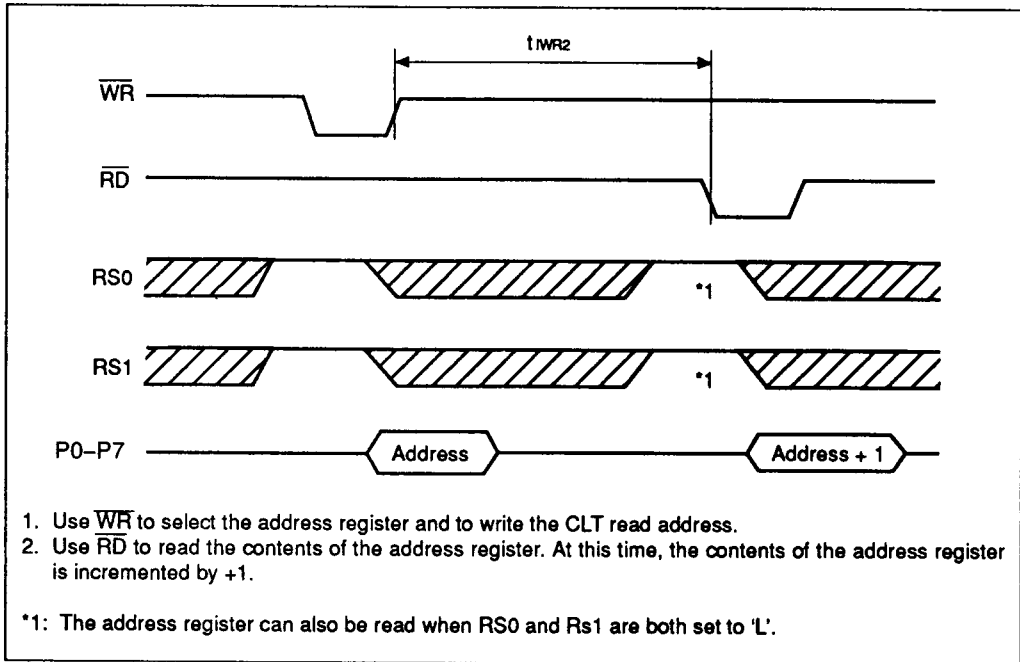 t IWR2
WR
RD
RS0
*1
RS1
*1
P0–P7
Address
Address + 1
1. Use WR to select the address register and to write the CLT read address.
2. Use RD to read the contents of the address register. At this time, the contents of the address register
is incremented by +1.
*1: The address register can also be read when RS0 and Rs1 are both set to 'L'.